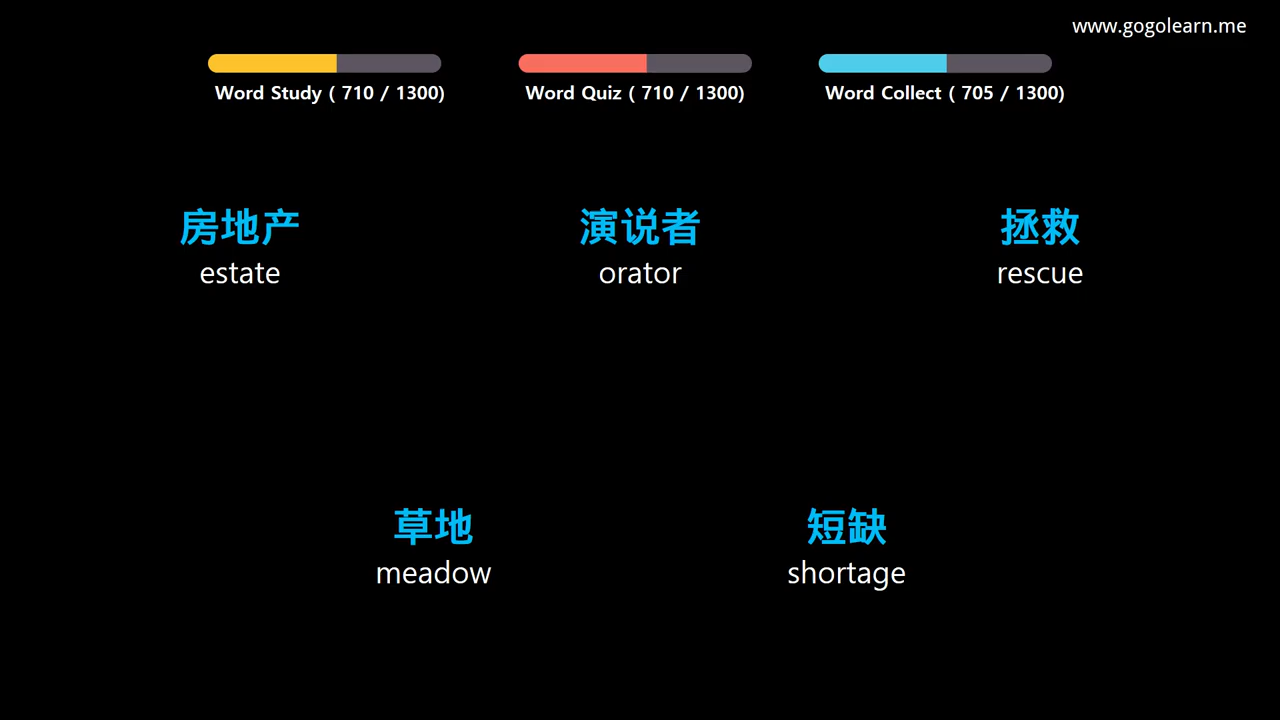 www.gogolearn.me
Word Study ( 710 / 1300)
Word Quiz ( 710 / 1300)
Word Collect ( 705 / 1300)
房地产
estate
演说者
orator
拯救
rescue
草地
meadow
短缺
shortage